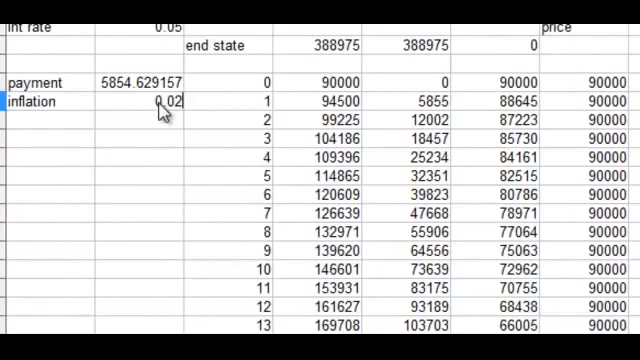 int rate 0.05 price
end state 388975 388975 0
payment 5854.629157 0 90000 0 90000 90000
inflation 0.02 1 94500 5855 88645 90000
2 99225 12002 87223 90000
3 104186 18457 85730 90000
4 109396 25234 84161 90000
5 114865 32351 82515 90000
6 120609 39823 80786 90000
7 126639 47668 78971 90000
8 132971 55906 77064 90000
9 139620 64556 75063 90000
10 146601 73639 72962 90000
11 153931 83175 70755 90000
12 161627 93189 68438 90000
13 169708 103703 66005 90000